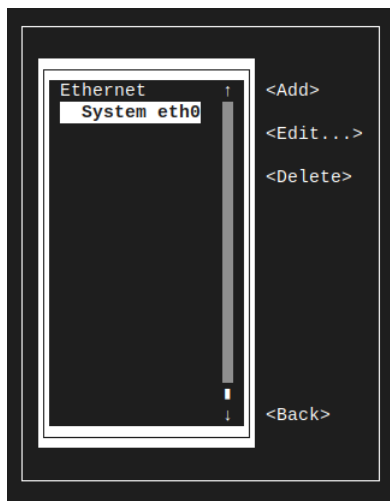 Ethernet ↑ <Add>
System eth0
<Edit...>
<Delete>
↓ <Back>